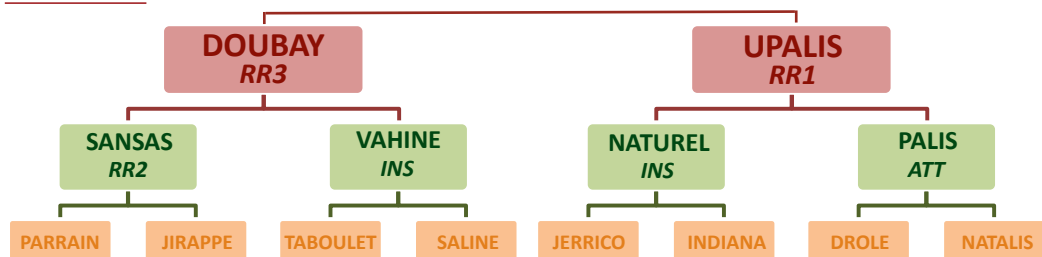 DOUBAY
RR3
UPALIS
RR1
SANSAS
RR2
VAHINE
INS
NATUREL
INS
PALIS
ATT
PARRAIN
JIRAPPE
TABOULET
SALINE
JERRICO
INDIANA
DROLE
NATALIS